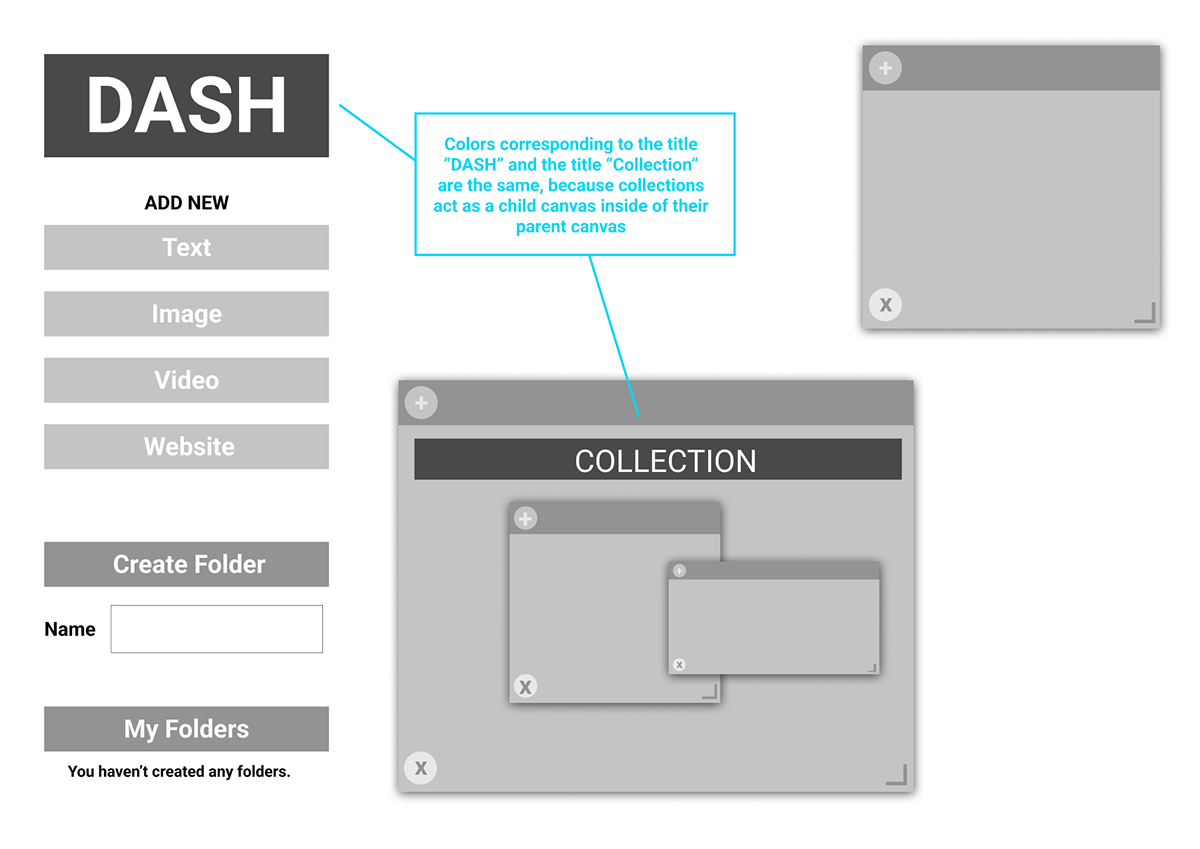 DASH
ADD NEW
Text
Image
Video
Website
Create Folder
Name
My Folders
You haven’t created any folders.
Colors corresponding to the title
“DASH” and the title “Collection”
are the same, because collections
act as a child canvas inside of their
parent canvas
+
X
+
COLLECTION
+
X
+
X
X